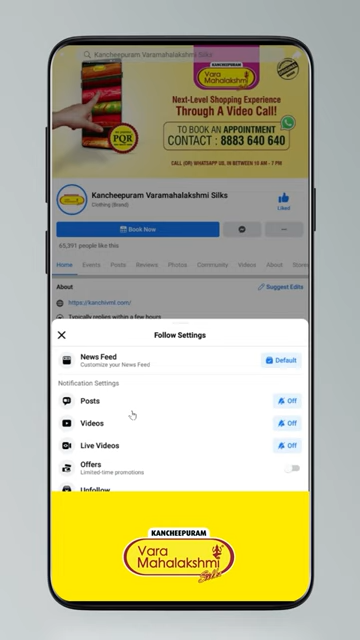 Kancheepuram Varamahalakshmi Silks
KANCHEEPURAM
Vara
Mahalakshmi
Silks
Next-Level Shopping Experience
Through A Video Call!
TO BOOK AN APPOINTMENT
CONTACT : 8883 640 640
CALL (OR) WHATSAPP US, IN BETWEEN 10 AM - 7 PM
PQR
Kancheepuram Varamahalakshmi Silks
Clothing (Brand)
Liked
Book Now
65,391 people like this
Home Events Posts Reviews Photos Community Videos About Stores
About
Suggest Edits
https://kanchivml.com/
Typically replies within a few hours
Follow Settings
News Feed
Customize your News Feed
Default
Notification Settings
Posts
Off
Videos
Off
Live Videos
Off
Offers
Limited-time promotions
Unfollow
KANCHEEPURAM
Vara
Mahalakshmi
Silks